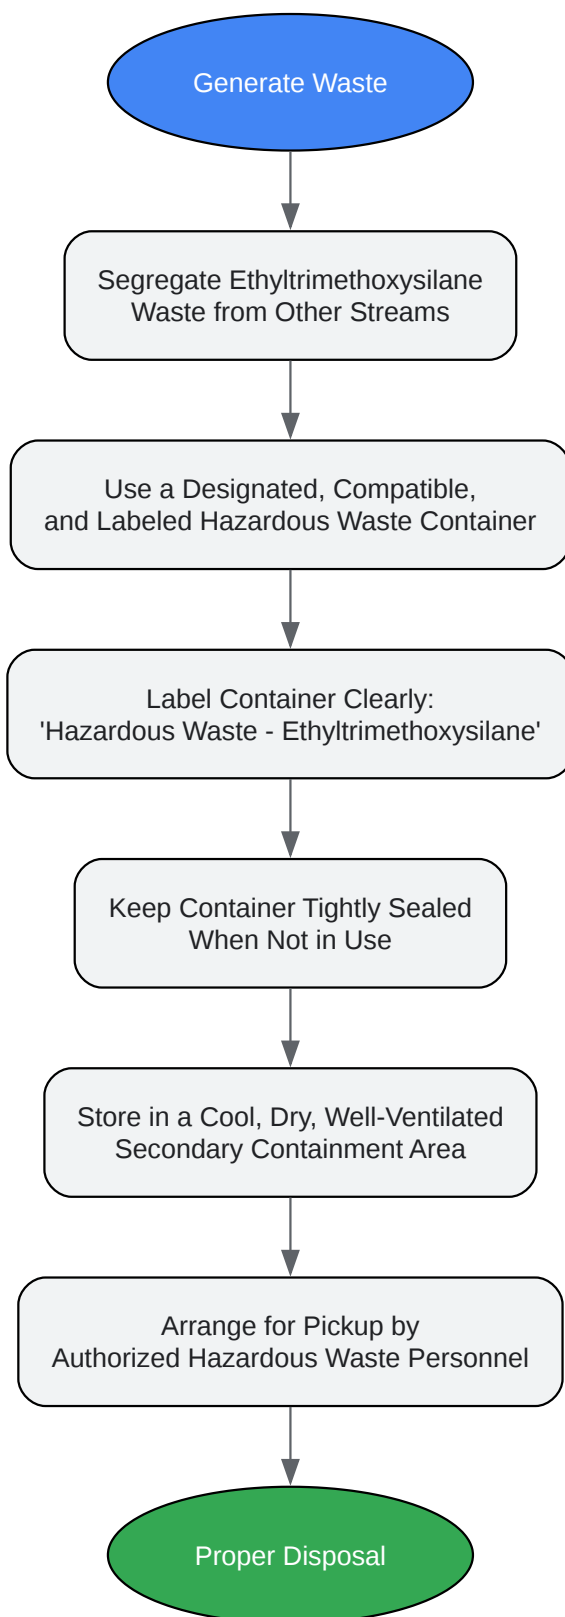 Generate Waste
Segregate Ethyltrimethoxysilane
Waste from Other Streams
Use a Designated, Compatible,
and Labeled Hazardous Waste Container
Label Container Clearly:
'Hazardous Waste - Ethyltrimethoxysilane'
Keep Container Tightly Sealed
When Not in Use
Store in a Cool, Dry, Well-Ventilated
Secondary Containment Area
Arrange for Pickup by
Authorized Hazardous Waste Personnel
Proper Disposal